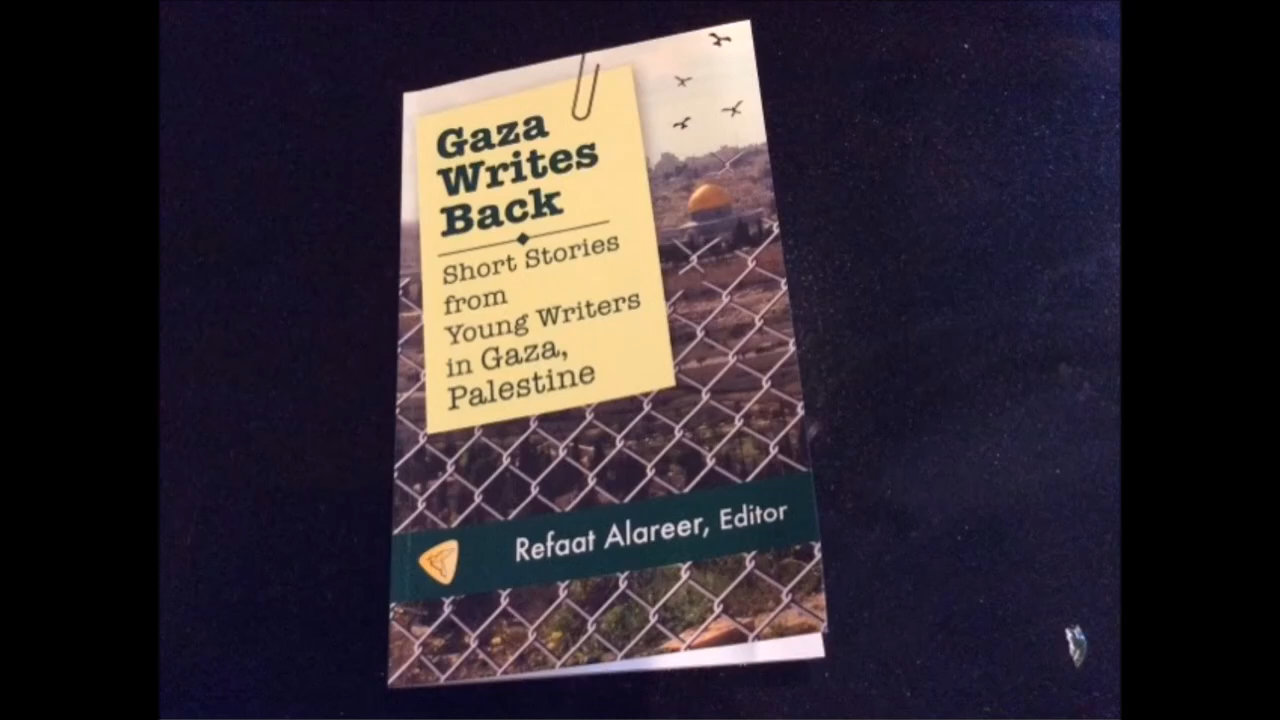 Gaza
Writes
Back
Short Stories
from
Young Writers
in Gaza,
Palestine
Refaat Alareer, Editor